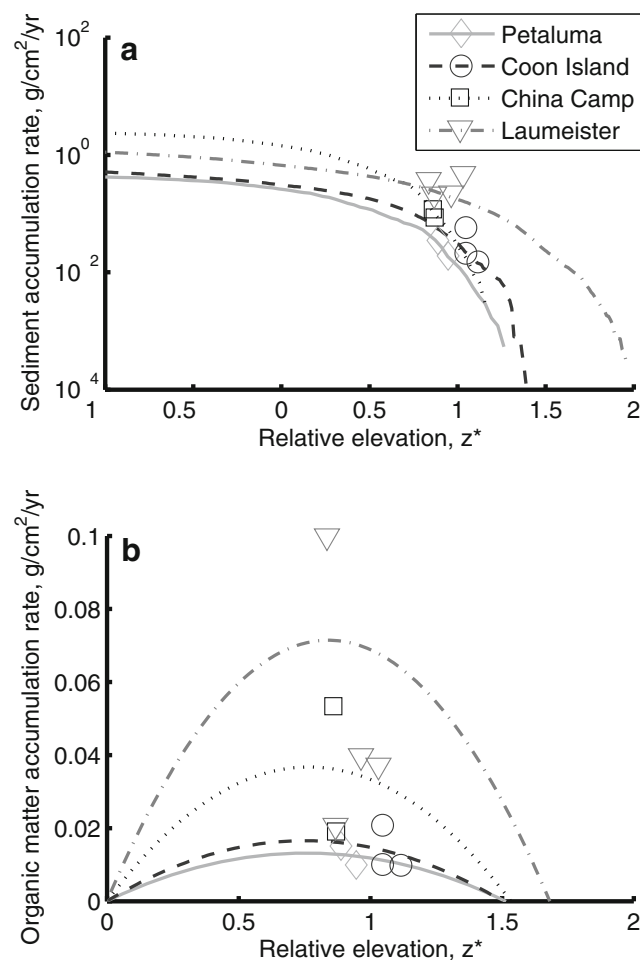 10 2
a
Petaluma
Coon Island
China Camp
Laumeister
10 0
10 2
10 4
Sediment accumulation rate, g/cm²/yr
1 0.5 0 0.5 1 1.5 2
Relative elevation, z*
0.1
b
0.08
0.06
0.04
0.02
0
Organic matter accumulation rate, g/cm²/yr
0 0.5 1 1.5 2
Relative elevation, z*